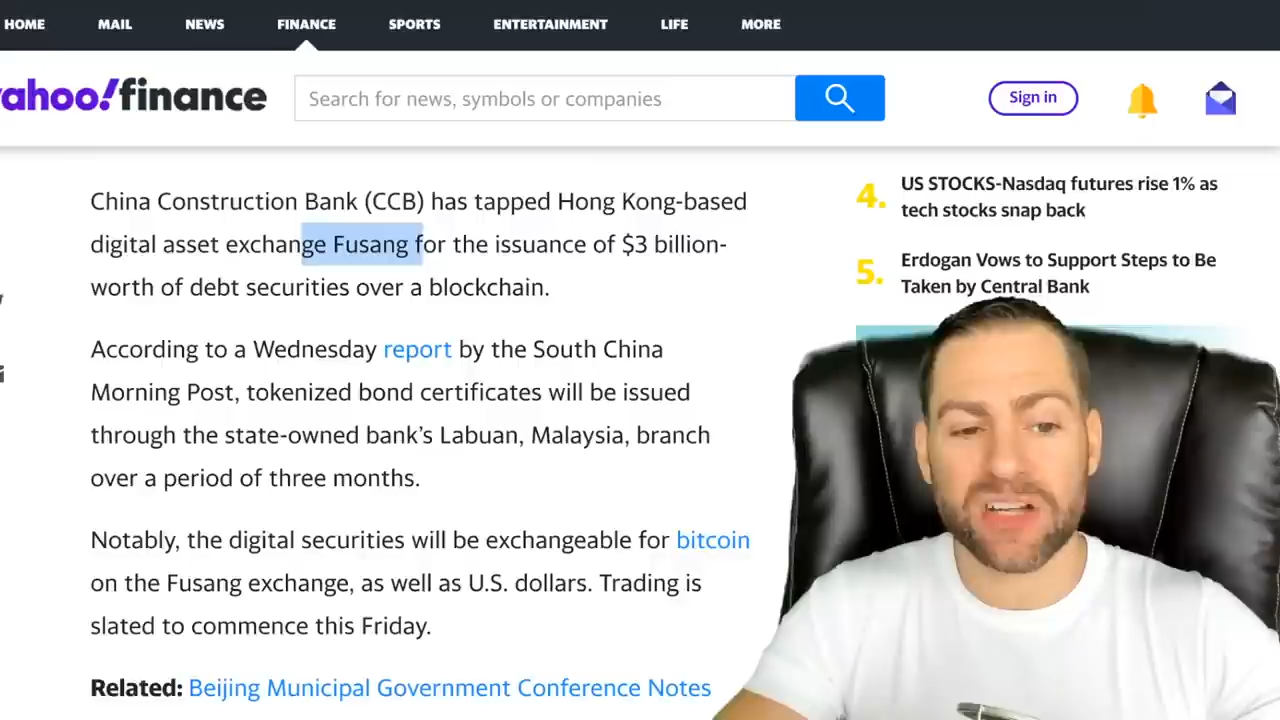 HOME MAIL NEWS FINANCE SPORTS ENTERTAINMENT LIFE MORE
yahoo!finance
Search for news, symbols or companies
Sign in
China Construction Bank (CCB) has tapped Hong Kong-based
digital asset exchange Fusang for the issuance of $3 billion-
worth of debt securities over a blockchain.
According to a Wednesday report by the South China
Morning Post, tokenized bond certificates will be issued
through the state-owned bank’s Labuan, Malaysia, branch
over a period of three months.
Notably, the digital securities will be exchangeable for bitcoin
on the Fusang exchange, as well as U.S. dollars. Trading is
slated to commence this Friday.
Related: Beijing Municipal Government Conference Notes
4. US STOCKS-Nasdaq futures rise 1% as
tech stocks snap back
5. Erdogan Vows to Support Steps to Be
Taken by Central Bank